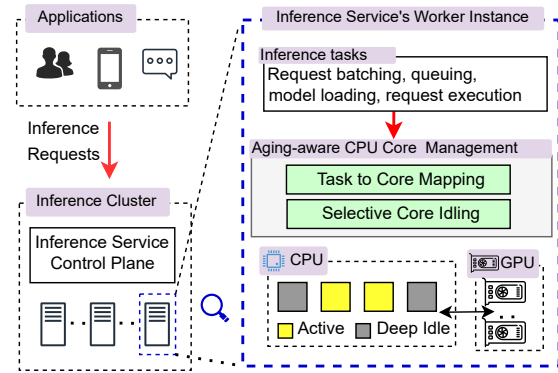 Applications
Inference
Requests
Inference Cluster
Inference Service
Control Plane
Inference Service's Worker Instance
Inference tasks
Request batching, queuing,
model loading, request execution
Aging-aware CPU Core Management
Task to Core Mapping
Selective Core Idling
CPU
GPU
Active
Deep Idle